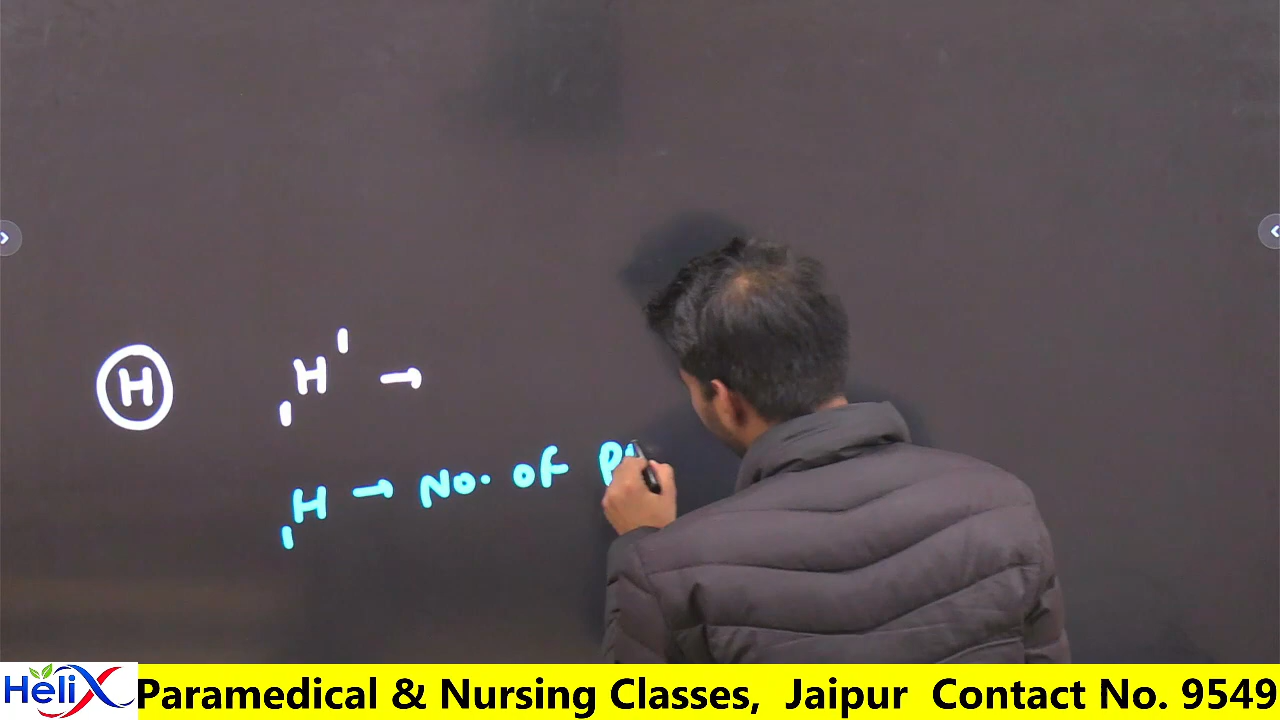 H
₁H¹ →
₁H → No. of
HeliX
Paramedical & Nursing Classes, Jaipur Contact No. 9549